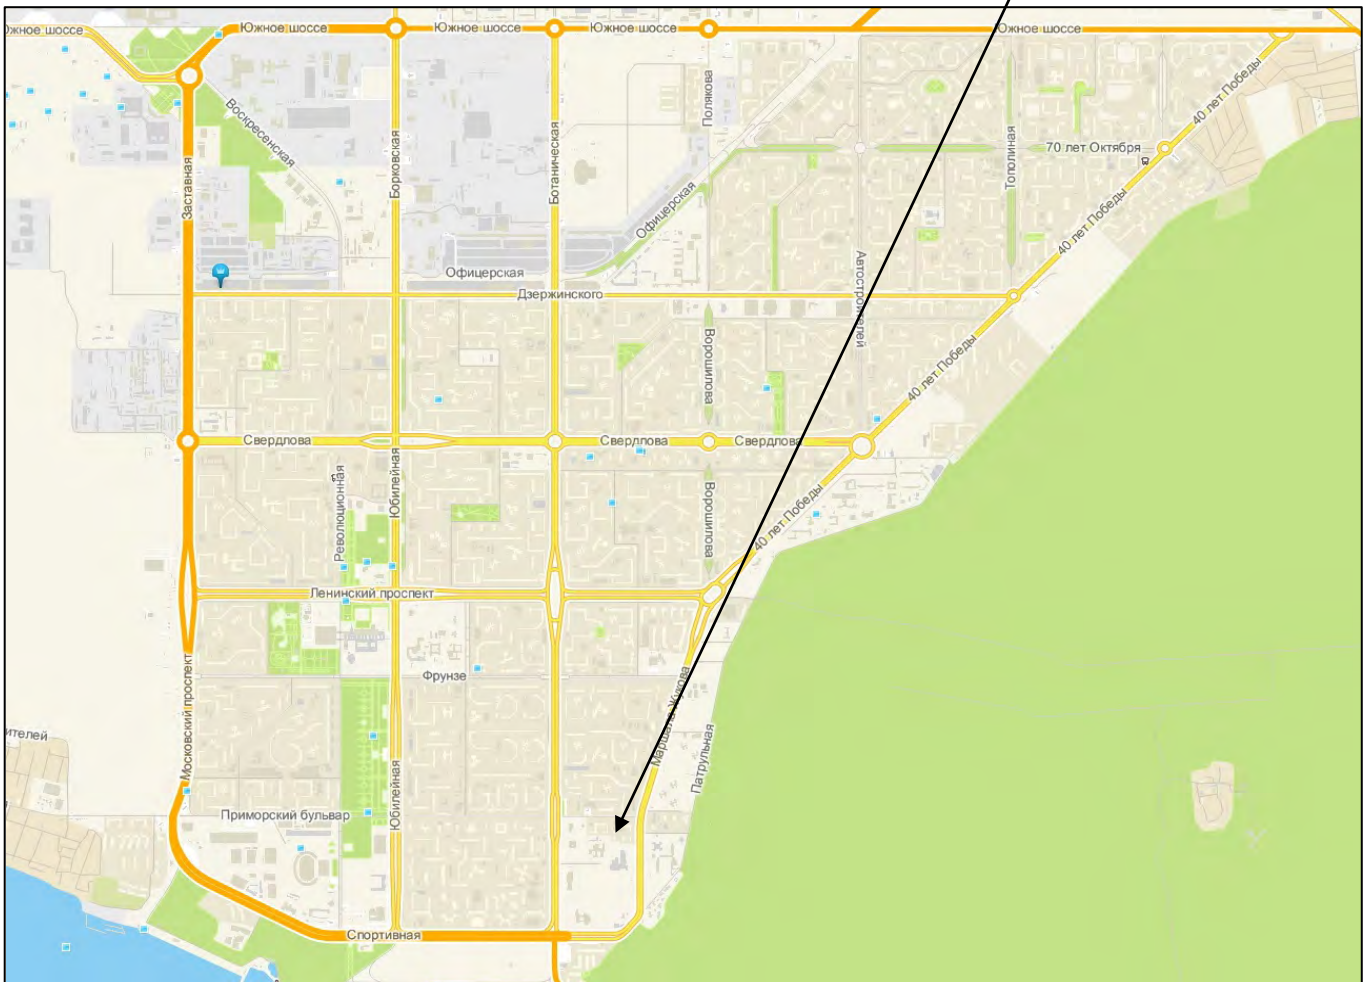 Южное шоссе
Южное шоссе
Южное шоссе
Южное шоссе
Южное шоссе
Воскресенская
Полякова
40 лет Победы
Заставная
Борковская
Ботаническая
Тополиная
70 лет Октября
Офицерская
40 лет Победы
Офицерская
Дзержинского
Автостроителей
Ворошилова
40 лет Победы
Свердлова
Свердлова
Свердлова
Революционная
Юбилейная
Ворошилова
40 лет Победы
Ленинский проспект
Фрунзе
Московский проспект
Маршала Жукова
Патрульная
ителей
Юбилейная
Приморский бульвар
Спортивная